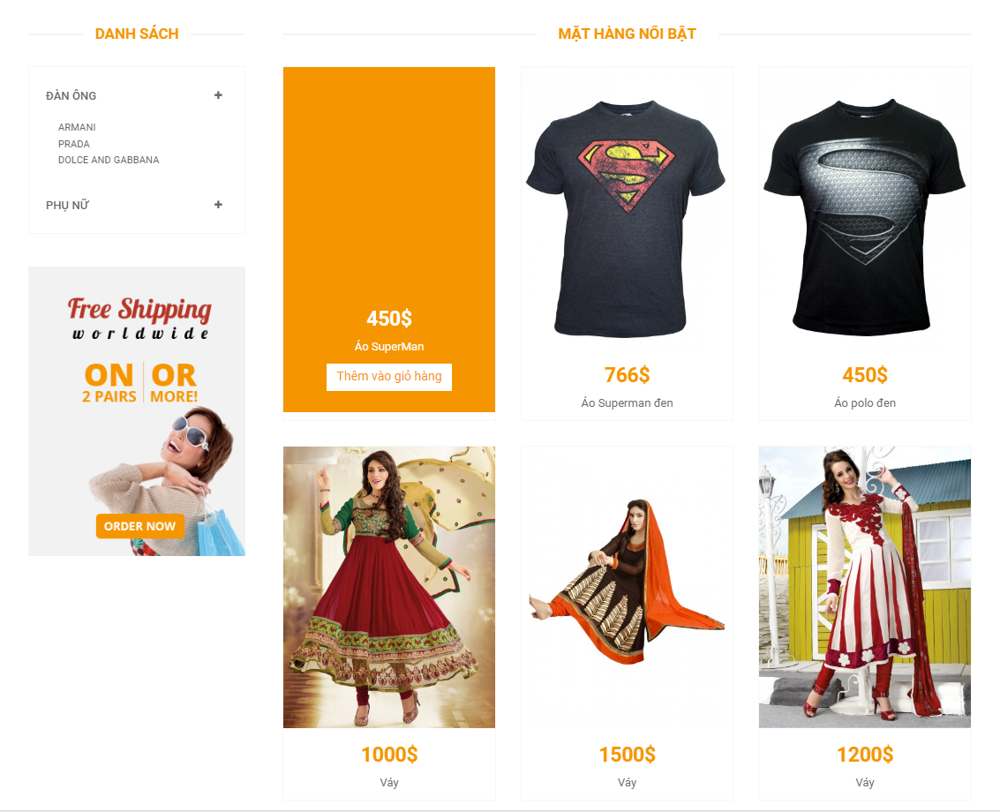 DANH SÁCH
ĐÀN ÔNG
ARMANI
PRADA
DOLCE AND GABBANA
PHỤ NỮ
Free Shipping
worldwide
ON OR
2 PAIRS MORE!
ORDER NOW
MẶT HÀNG NỔI BẬT
450$
Áo SuperMan
Thêm vào giỏ hàng
766$
Áo Superman đen
450$
Áo polo đen
1000$
Váy
1500$
Váy
1200$
Váy